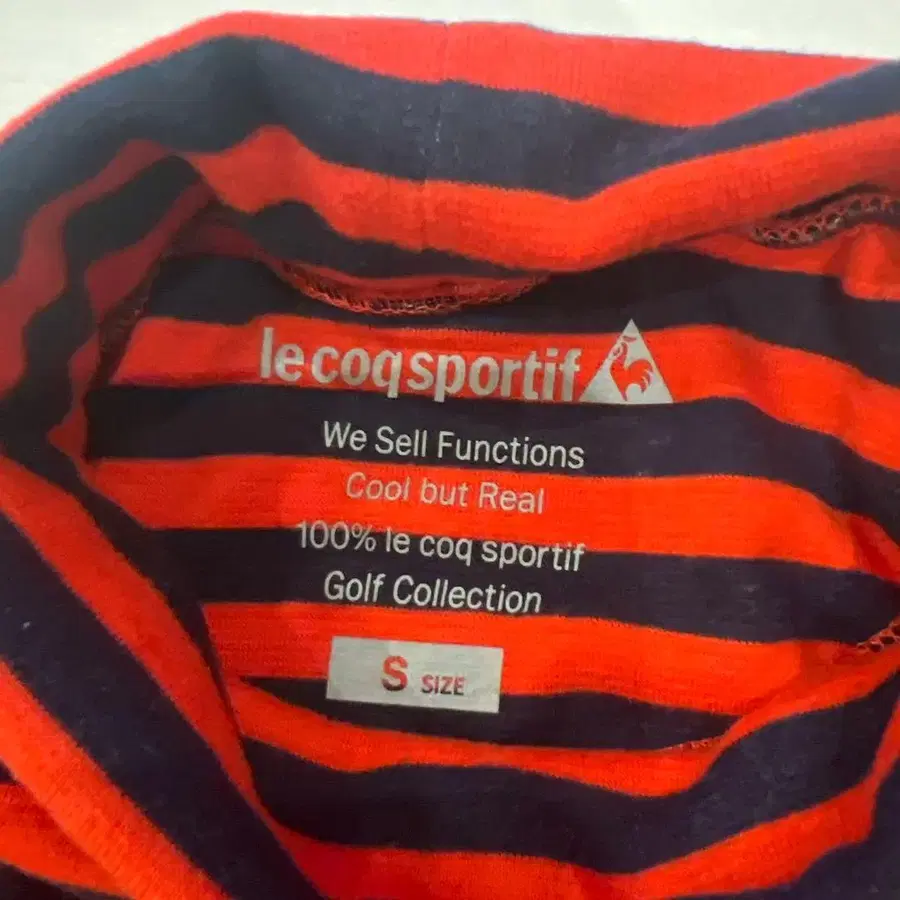 le coq sportif
We Sell Functions
Cool but Real
100% le coq sportif
Golf Collection
S SIZE